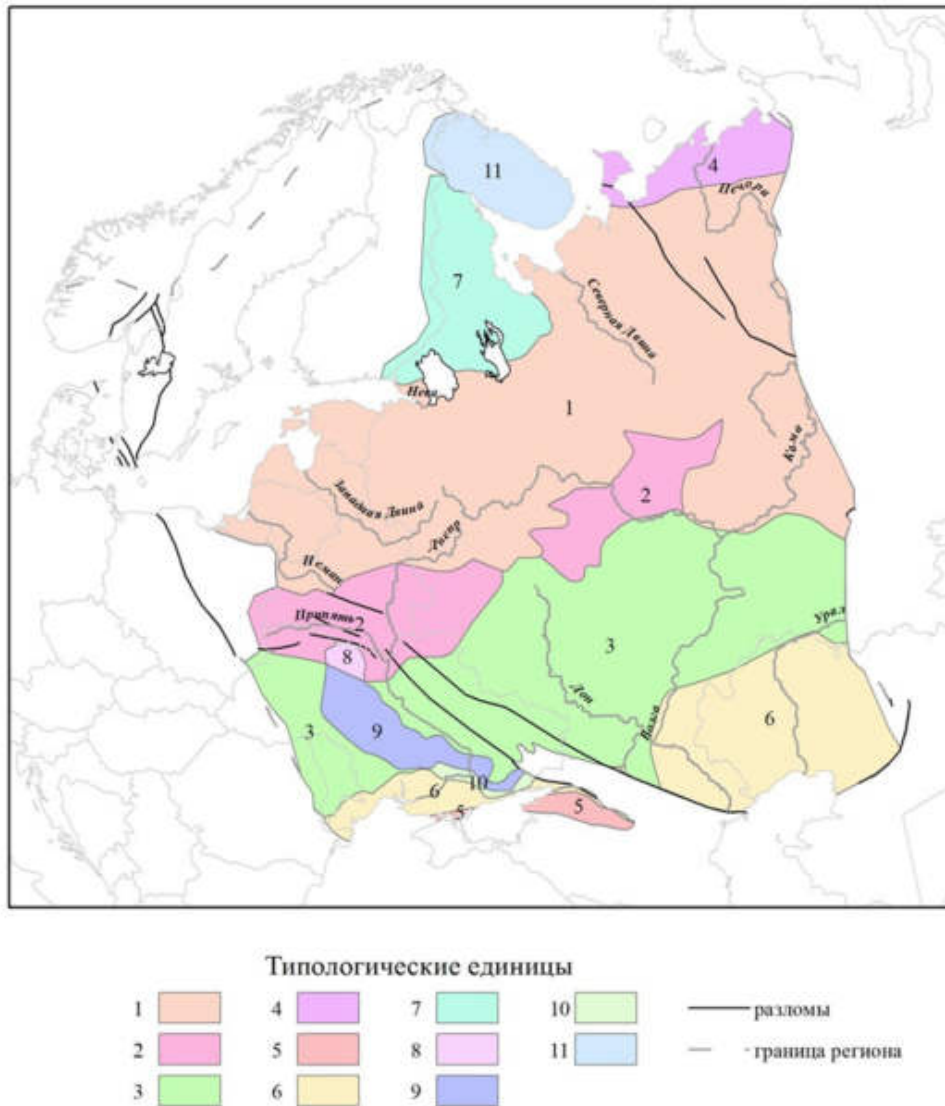 11
4
Печора
7
Северная Двина
Нева
1
Кама
2
Западная Двина
Днепр
Неман
Припять
2
8
3
Урал
Дон
Волга
3
9
6
10
6
5
5
Типологические единицы
1 4 7 10 разломы
2 5 8 11 граница региона
3 6 9